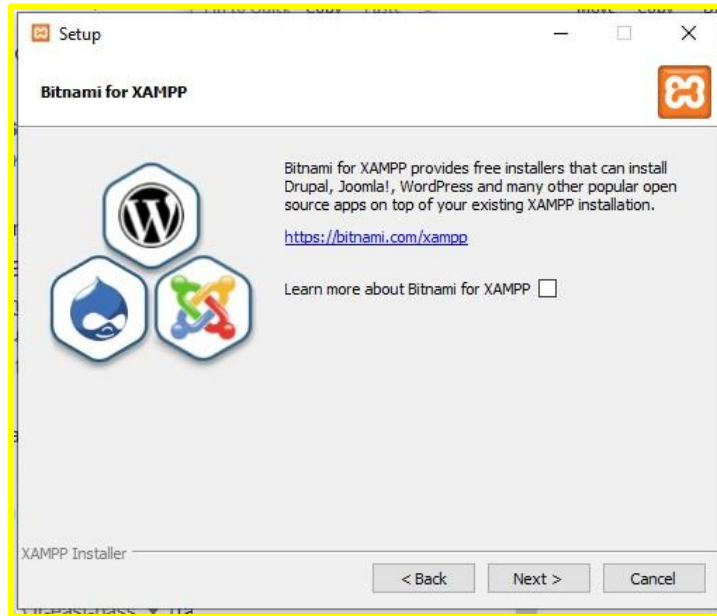 Setup
Bitnami for XAMPP
Bitnami for XAMPP provides free installers that can install
Drupal, Joomla!, WordPress and many other popular open
source apps on top of your existing XAMPP installation.
https://bitnami.com/xampp
Learn more about Bitnami for XAMPP
XAMPP Installer
< Back Next > Cancel